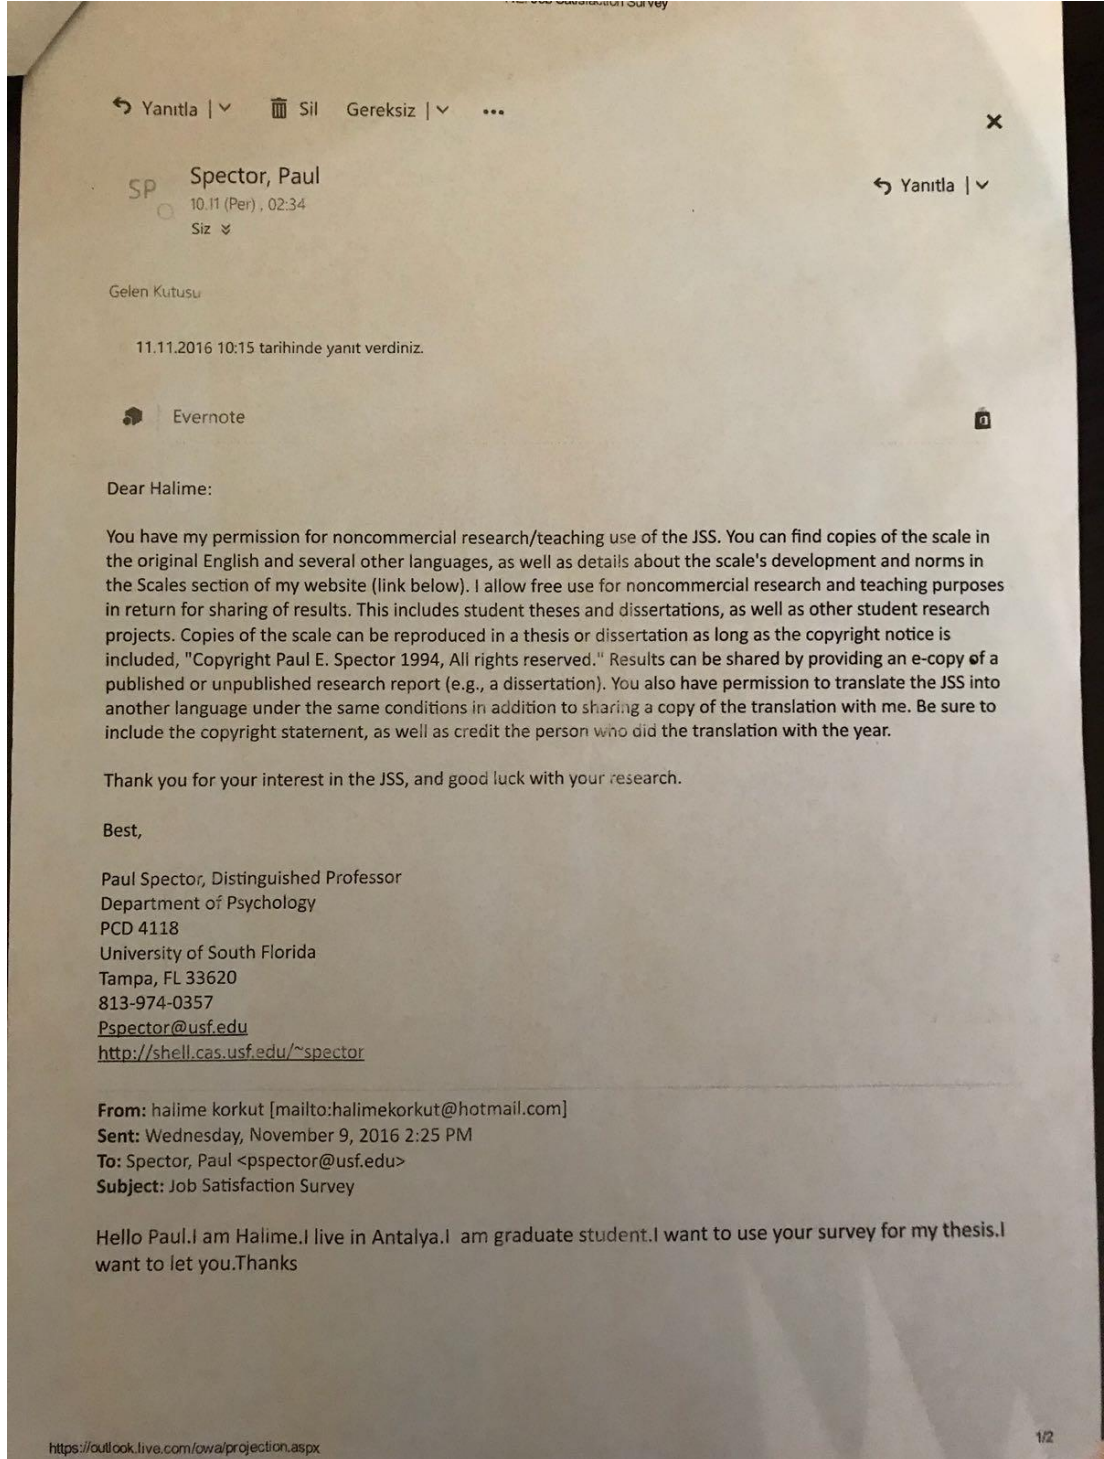 Job Satisfaction Survey
Yanıtla |
Sil
Gereksiz |
SP
Spector, Paul
10.11 (Per) , 02:34
Siz
Yanıtla |
Gelen Kutusu
11.11.2016 10:15 tarihinde yanıt verdiniz.
Evernote
Dear Halime:
You have my permission for noncommercial research/teaching use of the JSS. You can find copies of the scale in
the original English and several other languages, as well as details about the scale's development and norms in
the Scales section of my website (link below). I allow free use for noncommercial research and teaching purposes
in return for sharing of results. This includes student theses and dissertations, as well as other student research
projects. Copies of the scale can be reproduced in a thesis or dissertation as long as the copyright notice is
included, "Copyright Paul E. Spector 1994, All rights reserved." Results can be shared by providing an e-copy of a
published or unpublished research report (e.g., a dissertation). You also have permission to translate the JSS into
another language under the same conditions in addition to sharing a copy of the translation with me. Be sure to
include the copyright statement, as well as credit the person who did the translation with the year.
Thank you for your interest in the JSS, and good luck with your research.
Best,
Paul Spector, Distinguished Professor
Department of Psychology
PCD 4118
University of South Florida
Tampa, FL 33620
813-974-0357
Pspector@usf.edu
http://shell.cas.usf.edu/~spector
From: halime korkut [mailto:halimekorkut@hotmail.com]
Sent: Wednesday, November 9, 2016 2:25 PM
To: Spector, Paul <pspector@usf.edu>
Subject: Job Satisfaction Survey
Hello Paul.I am Halime.I live in Antalya.I  am graduate student.I want to use your survey for my thesis.I
want to let you.Thanks
https://outlook.live.com/owa/projection.aspx
1/2